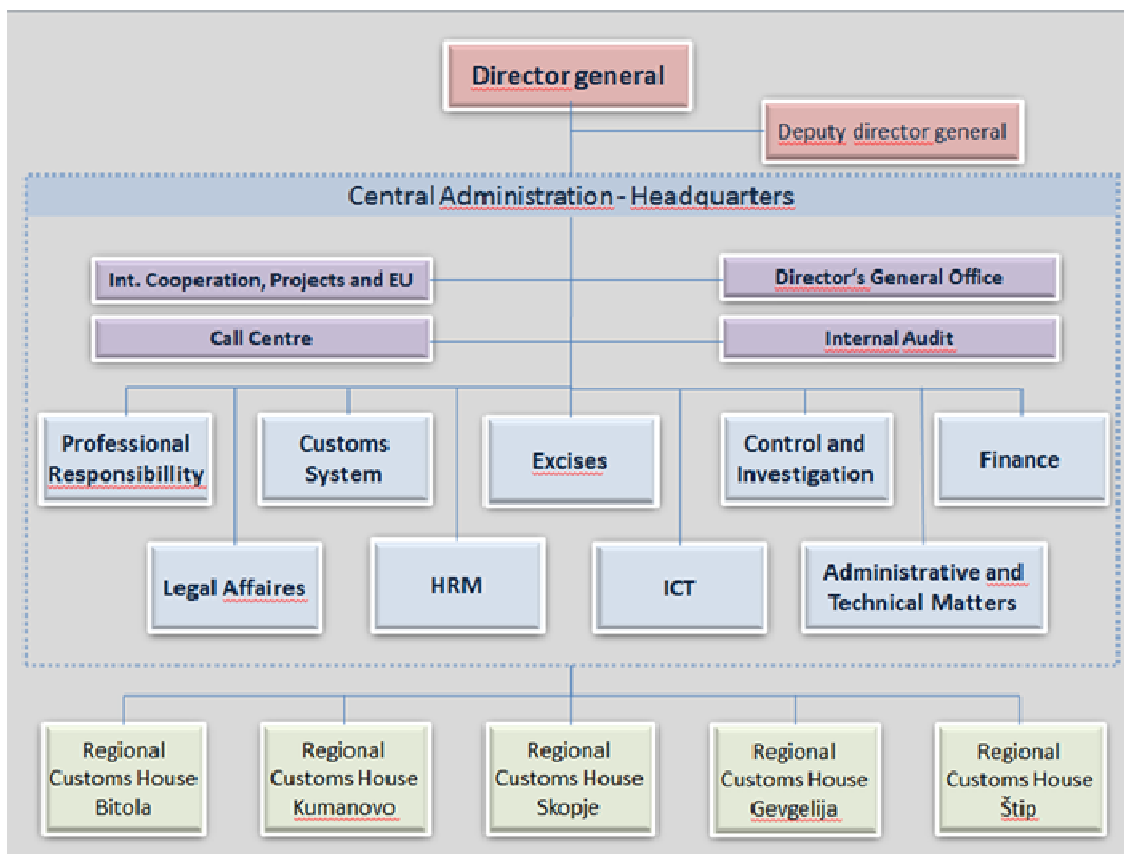 Director general
Deputy director general
Central Administration - Headquarters
Int. Cooperation, Projects and EU
Director's General Office
Call Centre
Internal Audit
Professional
Responsibillity
Customs
System
Excises
Control and
Investigation
Finance
Legal Affaires
HRM
ICT
Administrative and
Technical Matters
Regional
Customs House
Bitola
Regional
Customs House
Kumanovo
Regional
Customs House
Skopje
Regional
Customs House
Gevgelija
Regional
Customs House
Štip